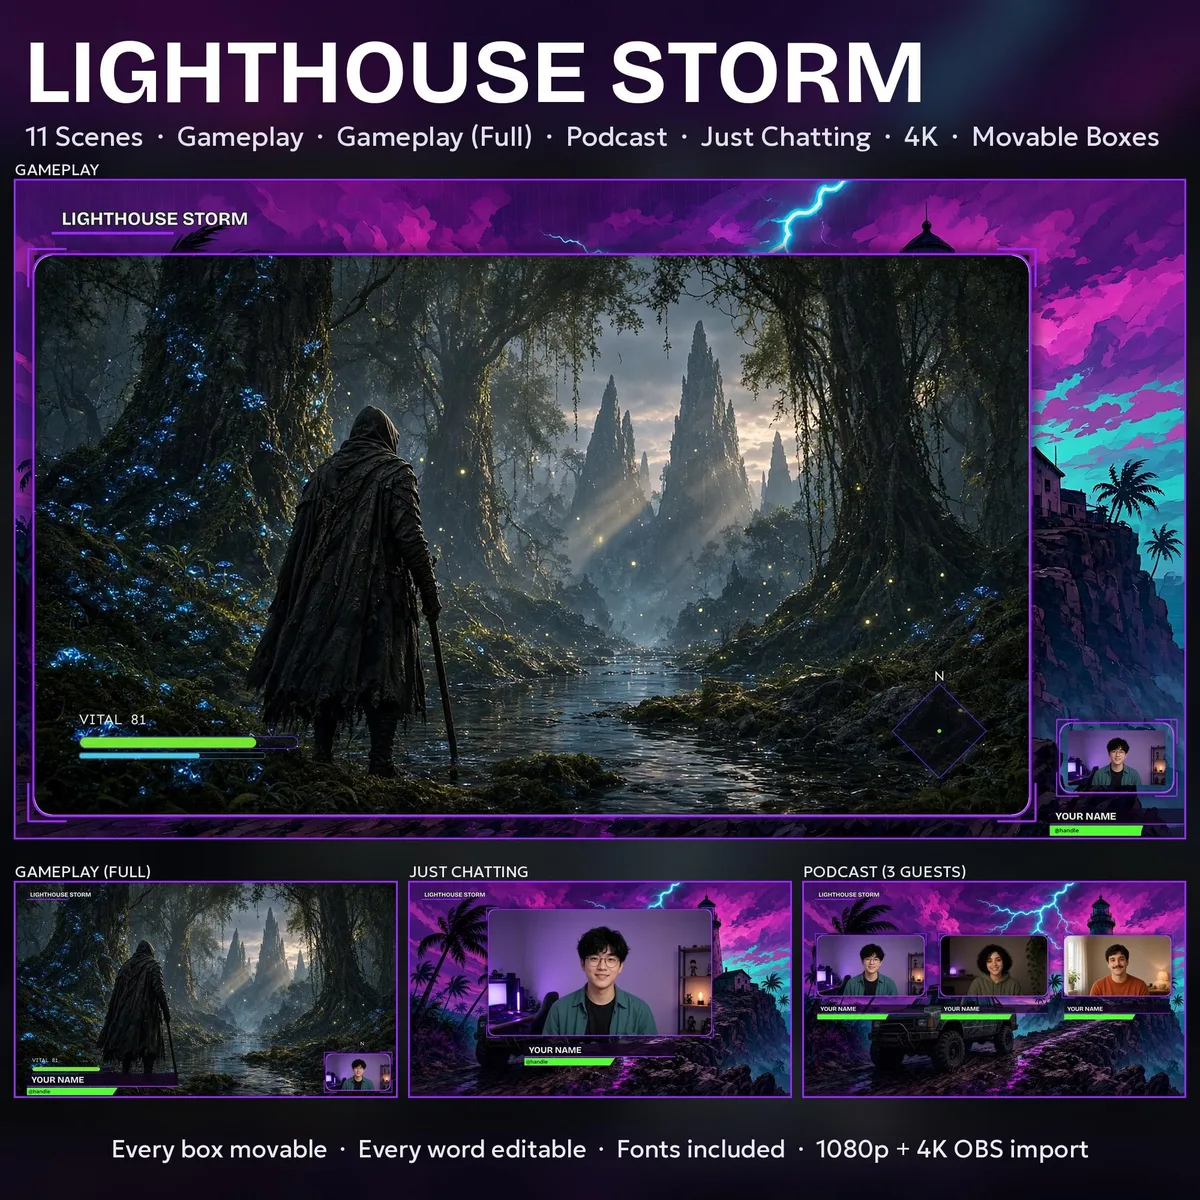 LIGHTHOUSE STORM
11 Scenes · Gameplay · Gameplay (Full) · Podcast · Just Chatting · 4K · Movable Boxes
GAMEPLAY
LIGHTHOUSE STORM
N
VITAL 81
YOUR NAME
@handle
GAMEPLAY (FULL)
LIGHTHOUSE STORM
N
VITAL 81
YOUR NAME
@handle
JUST CHATTING
LIGHTHOUSE STORM
YOUR NAME
@handle
PODCAST (3 GUESTS)
LIGHTHOUSE STORM
YOUR NAME
YOUR NAME
YOUR NAME
Every box movable · Every word editable · Fonts included · 1080p + 4K OBS import